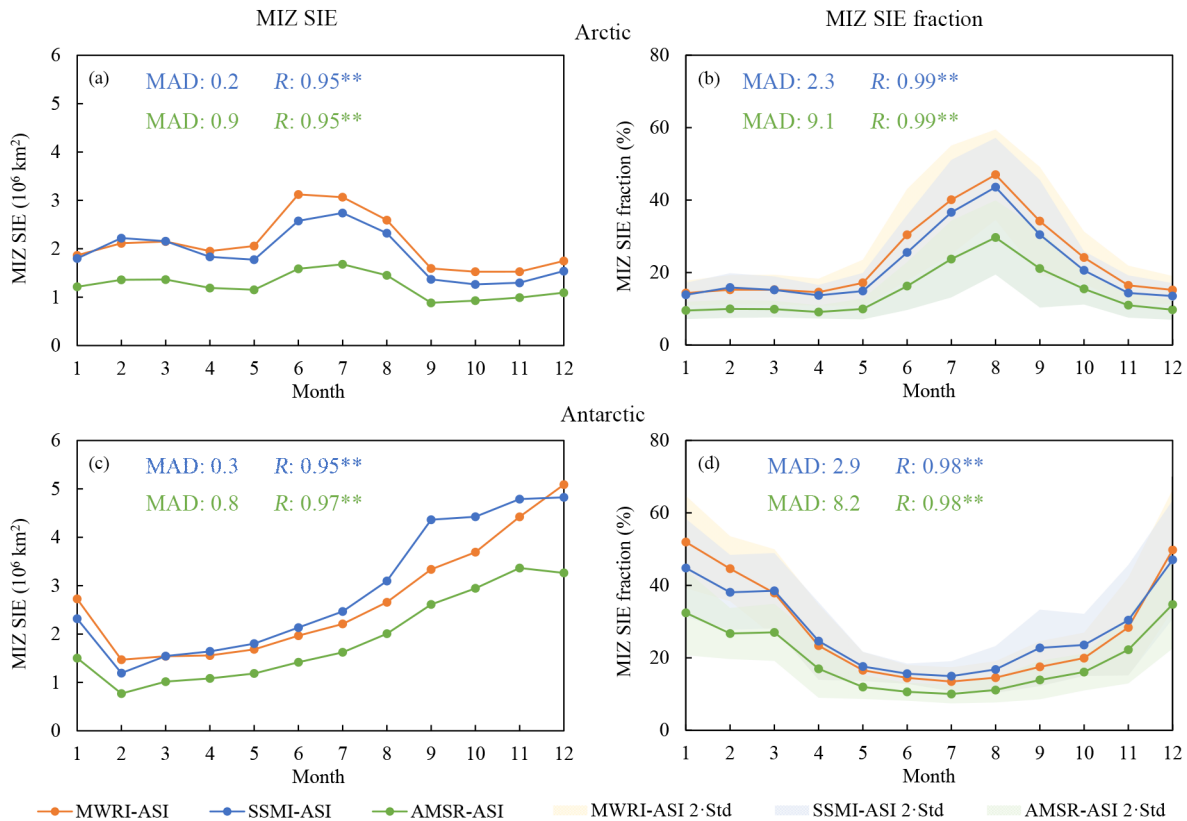 MIZ SIE
MIZ SIE fraction
Arctic
(a)
MAD: 0.2 R: 0.95**
MAD: 0.9 R: 0.95**
6
5
4
3
2
1
0
MIZ SIE (10⁶ km²)
1 2 3 4 5 6 7 8 9 10 11 12
Month
(b)
MAD: 2.3 R: 0.99**
MAD: 9.1 R: 0.99**
80
60
40
20
0
MIZ SIE fraction (%)
1 2 3 4 5 6 7 8 9 10 11 12
Month
Antarctic
(c)
MAD: 0.3 R: 0.95**
MAD: 0.8 R: 0.97**
6
5
4
3
2
1
0
MIZ SIE (10⁶ km²)
1 2 3 4 5 6 7 8 9 10 11 12
Month
(d)
MAD: 2.9 R: 0.98**
MAD: 8.2 R: 0.98**
80
60
40
20
0
MIZ SIE fraction (%)
1 2 3 4 5 6 7 8 9 10 11 12
Month
MWRI-ASI SSMI-ASI AMSR-ASI MWRI-ASI 2·Std SSMI-ASI 2·Std AMSR-ASI 2·Std